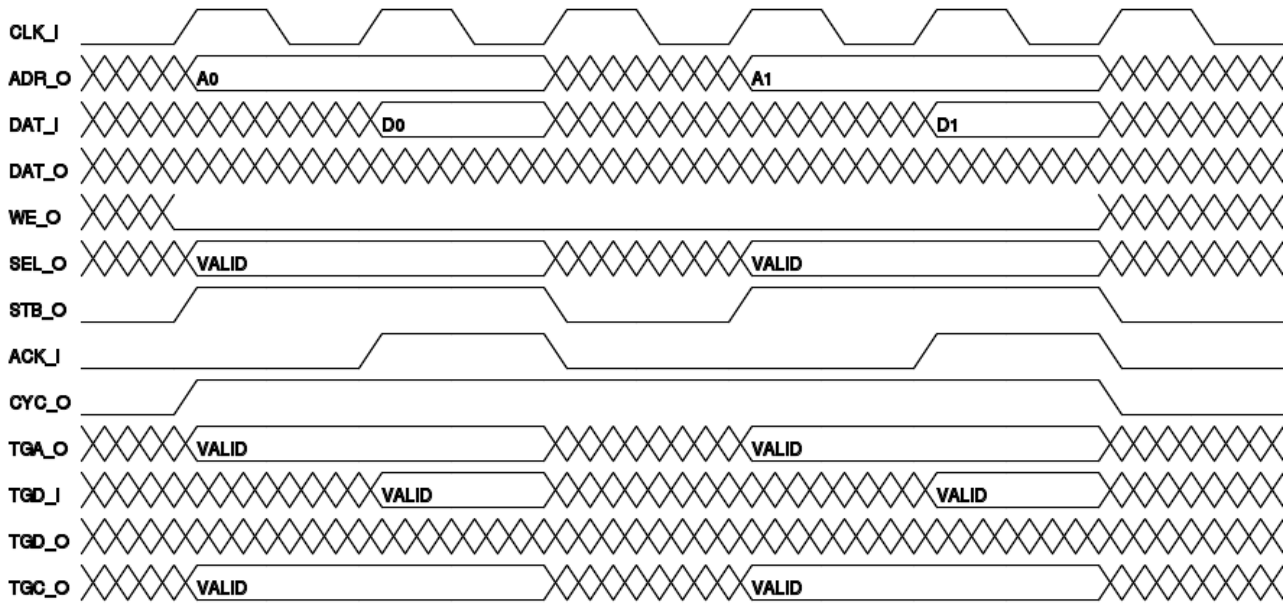 CLK_I
ADR_O A0 A1
DAT_I D0 D1
DAT_O
WE_O
SEL_O VALID VALID
STB_O
ACK_I
CYC_O
TGA_O VALID VALID
TGD_I VALID VALID
TGD_O
TGC_O VALID VALID